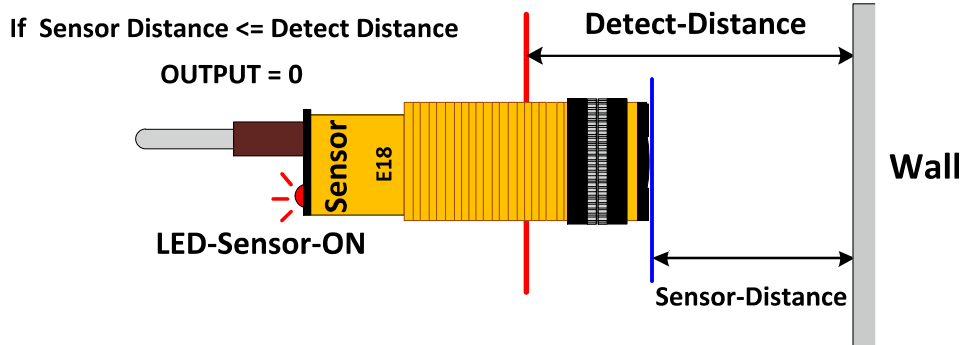 If Sensor Distance <= Detect Distance
OUTPUT = 0
Detect-Distance
Sensor
E18
Wall
LED-Sensor-ON
Sensor-Distance